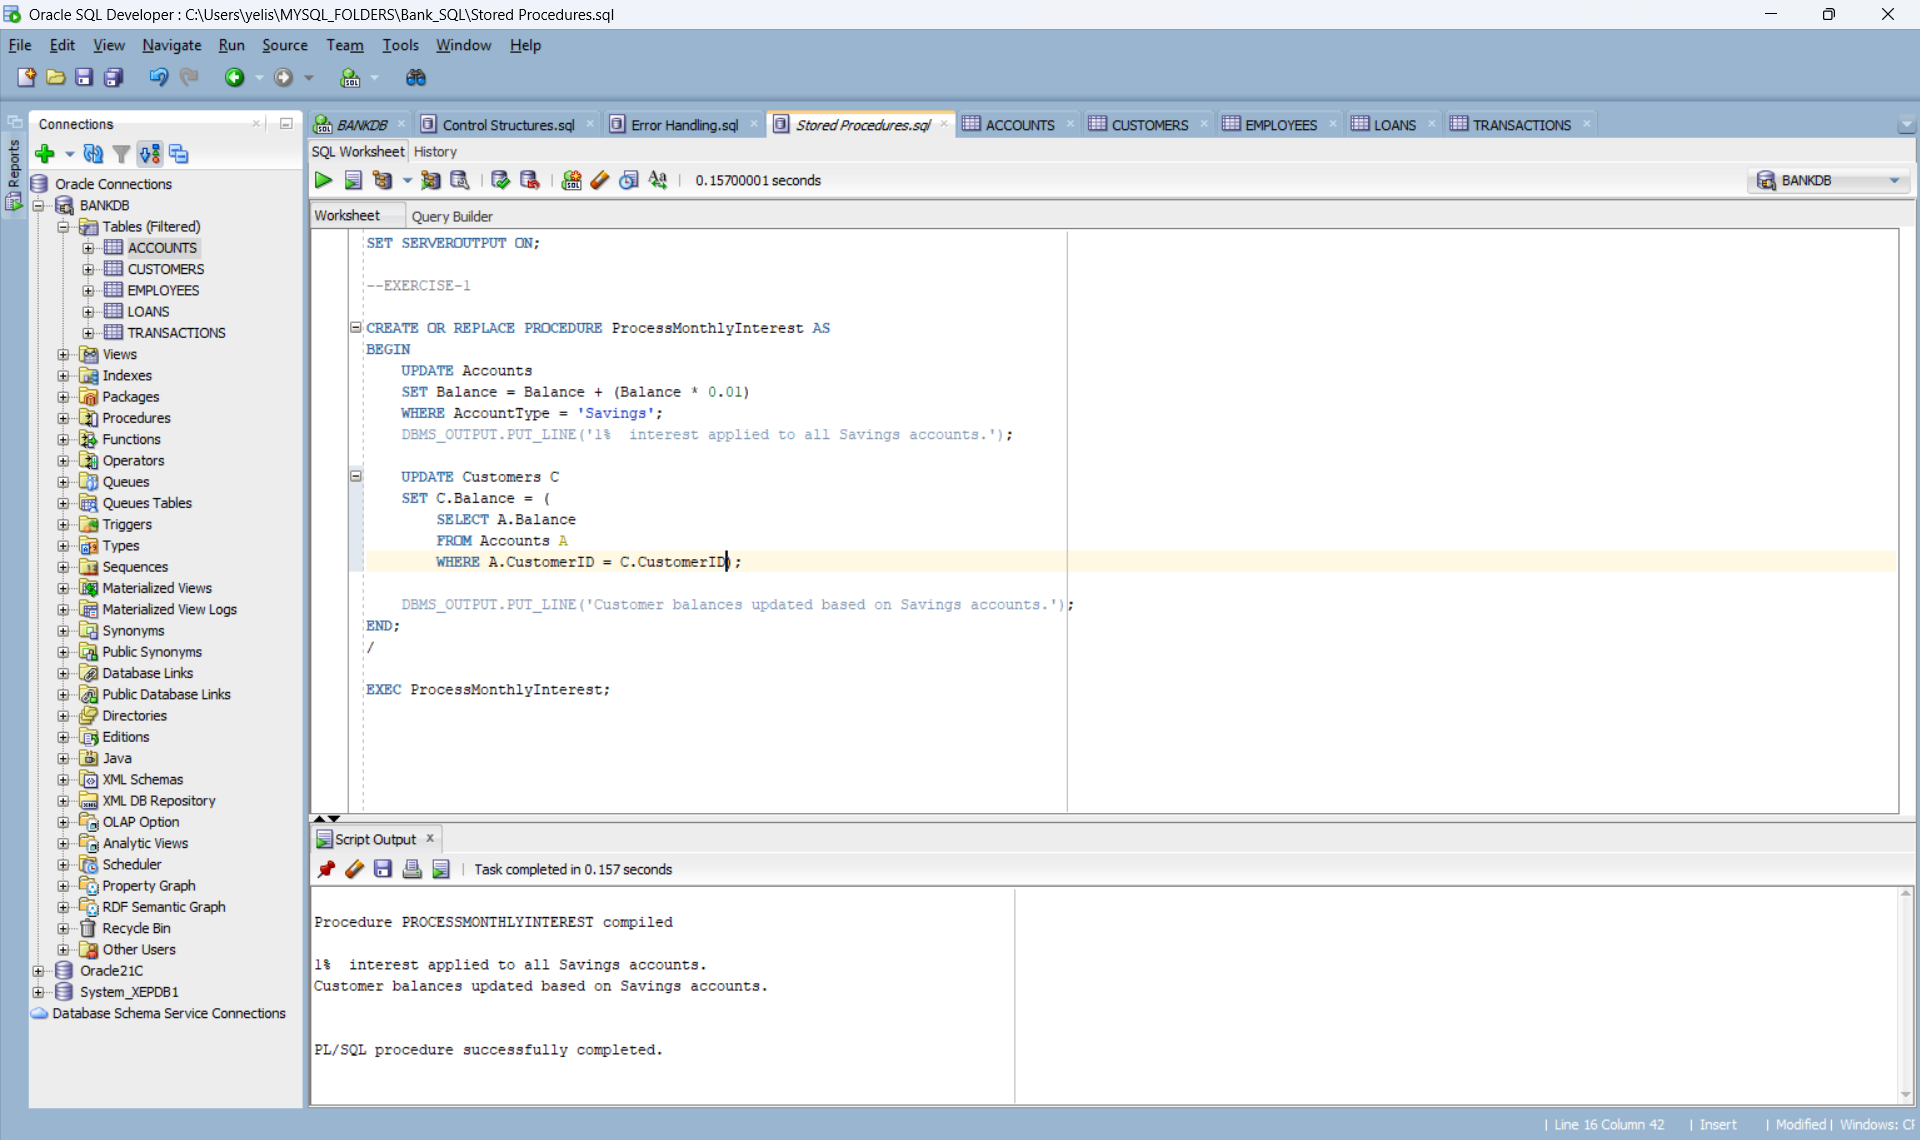 Oracle SQL Developer : C:\Users\yelis\MYSQL_FOLDERS\Bank_SQL\Stored Procedures.sql
File Edit View Navigate Run Source Team Tools Window Help
Reports
Connections
Oracle Connections
BANKDB
Tables (Filtered)
ACCOUNTS
CUSTOMERS
EMPLOYEES
LOANS
TRANSACTIONS
Views
Indexes
Packages
Procedures
Functions
Operators
Queues
Queues Tables
Triggers
Types
Sequences
Materialized Views
Materialized View Logs
Synonyms
Public Synonyms
Database Links
Public Database Links
Directories
Editions
Java
XML Schemas
XML DB Repository
OLAP Option
Analytic Views
Scheduler
Property Graph
RDF Semantic Graph
Recycle Bin
Other Users
Oracle21C
System_XEPDB1
Database Schema Service Connections
BANKDB Control Structures.sql Error Handling.sql Stored Procedures.sql ACCOUNTS CUSTOMERS EMPLOYEES LOANS TRANSACTIONS
SQL Worksheet History
0.15700001 seconds
BANKDB
Worksheet Query Builder
SET SERVEROUTPUT ON;
--EXERCISE-1
CREATE OR REPLACE PROCEDURE ProcessMonthlyInterest AS
BEGIN
UPDATE Accounts
SET Balance = Balance + (Balance * 0.01)
WHERE AccountType = 'Savings';
DBMS_OUTPUT.PUT_LINE('1%  interest applied to all Savings accounts.');
UPDATE Customers C
SET C.Balance = (
SELECT A.Balance
FROM Accounts A
WHERE A.CustomerID = C.CustomerID);
DBMS_OUTPUT.PUT_LINE('Customer balances updated based on Savings accounts.');
END;
/
EXEC ProcessMonthlyInterest;
Script Output
Task completed in 0.157 seconds
Procedure PROCESSMONTHLYINTEREST compiled
1%  interest applied to all Savings accounts.
Customer balances updated based on Savings accounts.
PL/SQL procedure successfully completed.
Line 16 Column 42 | Insert | Modified | Windows: